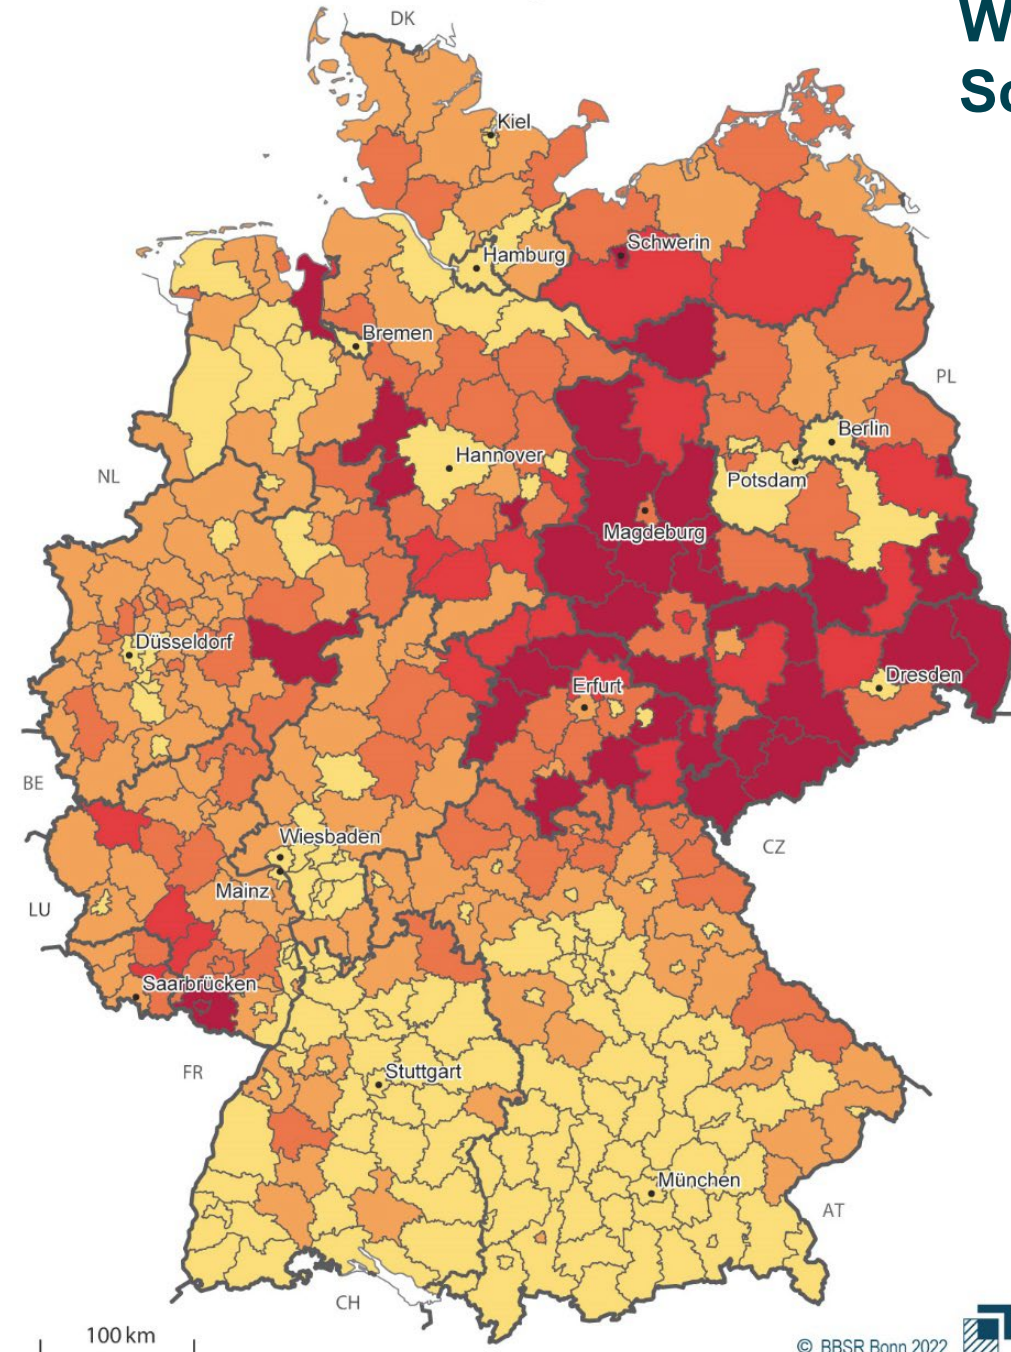 DK
W
Sc
Kiel
Schwerin
Hamburg
Bremen
PL
Berlin
Hannover
NL
Potsdam
Magdeburg
Düsseldorf
Dresden
Erfurt
BE
Wiesbaden
CZ
Mainz
LU
Saarbrücken
FR
Stuttgart
München
AT
CH
100 km
© BBSR Bonn 2022